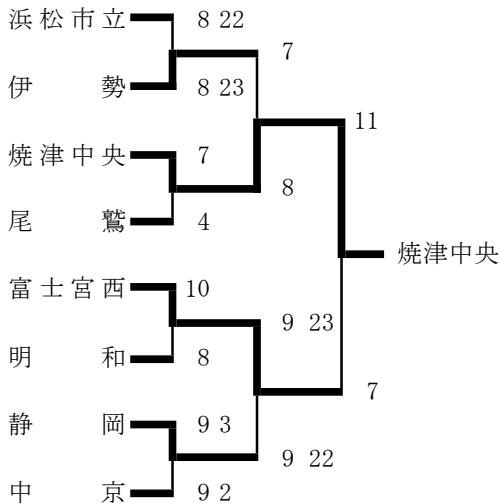 浜松市立 8 22
7
伊勢 8 23
11
焼津中央 7
8
尾鷲 4
焼津中央
富士宮西 10
9 23
明和 8
7
静岡 9 3
9 22
中京 9 2